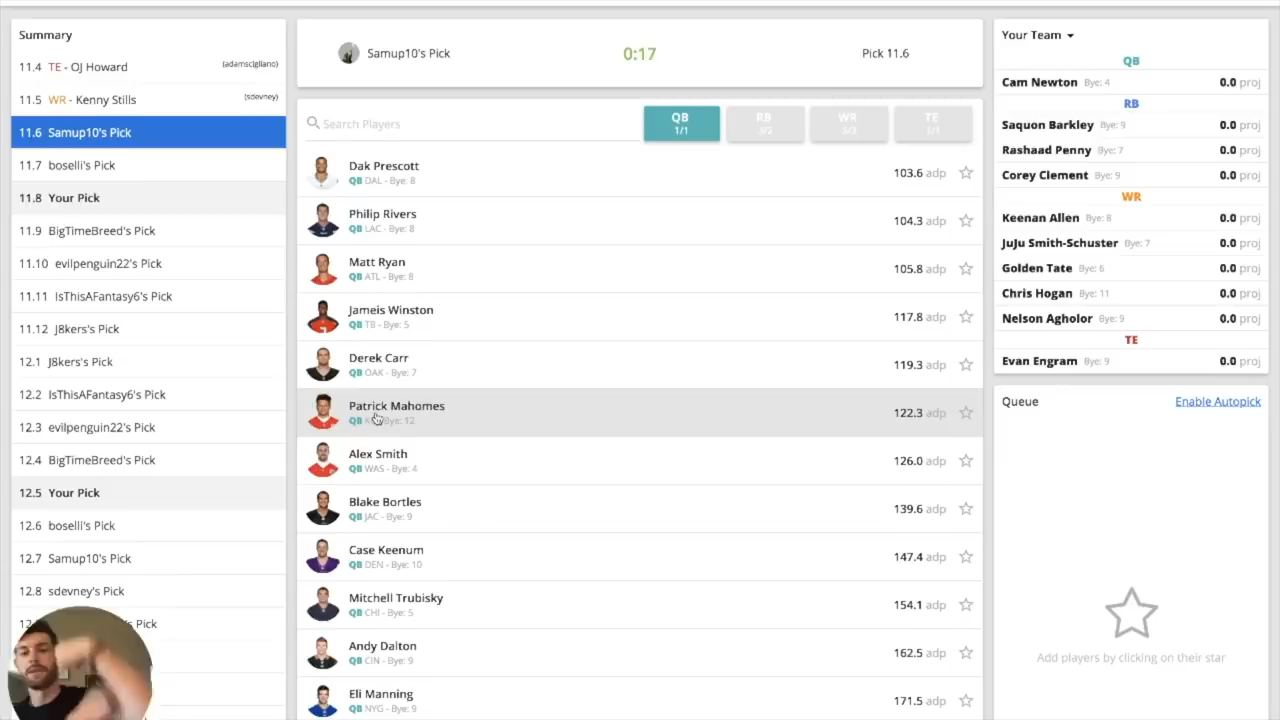 Summary
11.4 TE - OJ Howard (adamscigliano)
11.5 WR - Kenny Stills (sdevney)
11.6 Samup10's Pick
11.7 boselli's Pick
11.8 Your Pick
11.9 BigTimeBreed's Pick
11.10 evilpenguin22's Pick
11.11 IsThisAFantasy6's Pick
11.12 J8kers's Pick
12.1 J8kers's Pick
12.2 IsThisAFantasy6's Pick
12.3 evilpenguin22's Pick
12.4 BigTimeBreed's Pick
12.5 Your Pick
12.6 boselli's Pick
12.7 Samup10's Pick
12.8 sdevney's Pick
Pick
Samup10's Pick 0:17 Pick 11.6
Search Players
QB
1/1
RB
WR
TE
1/1
Dak Prescott
QB DAL - Bye: 8
103.6 adp
Philip Rivers
QB LAC - Bye: 8
104.3 adp
Matt Ryan
QB ATL - Bye: 8
105.8 adp
Jameis Winston
QB TB - Bye: 5
117.8 adp
Derek Carr
QB OAK - Bye: 7
119.3 adp
Patrick Mahomes
QB Bye: 12
122.3 adp
Alex Smith
QB WAS - Bye: 4
126.0 adp
Blake Bortles
QB JAC - Bye: 9
139.6 adp
Case Keenum
QB DEN - Bye: 10
147.4 adp
Mitchell Trubisky
QB CHI - Bye: 5
154.1 adp
Andy Dalton
QB CIN - Bye: 9
162.5 adp
Eli Manning
QB NYG - Bye: 9
171.5 adp
Your Team
QB
Cam Newton Bye: 4 0.0 proj
RB
Saquon Barkley Bye: 9 0.0 proj
Rashaad Penny Bye: 7 0.0 proj
Corey Clement Bye: 9 0.0 proj
WR
Keenan Allen Bye: 8 0.0 proj
JuJu Smith-Schuster Bye: 7 0.0 proj
Golden Tate Bye: 6 0.0 proj
Chris Hogan Bye: 11 0.0 proj
Nelson Agholor Bye: 9 0.0 proj
TE
Evan Engram Bye: 9 0.0 proj
Queue Enable Autopick
Add players by clicking on their star